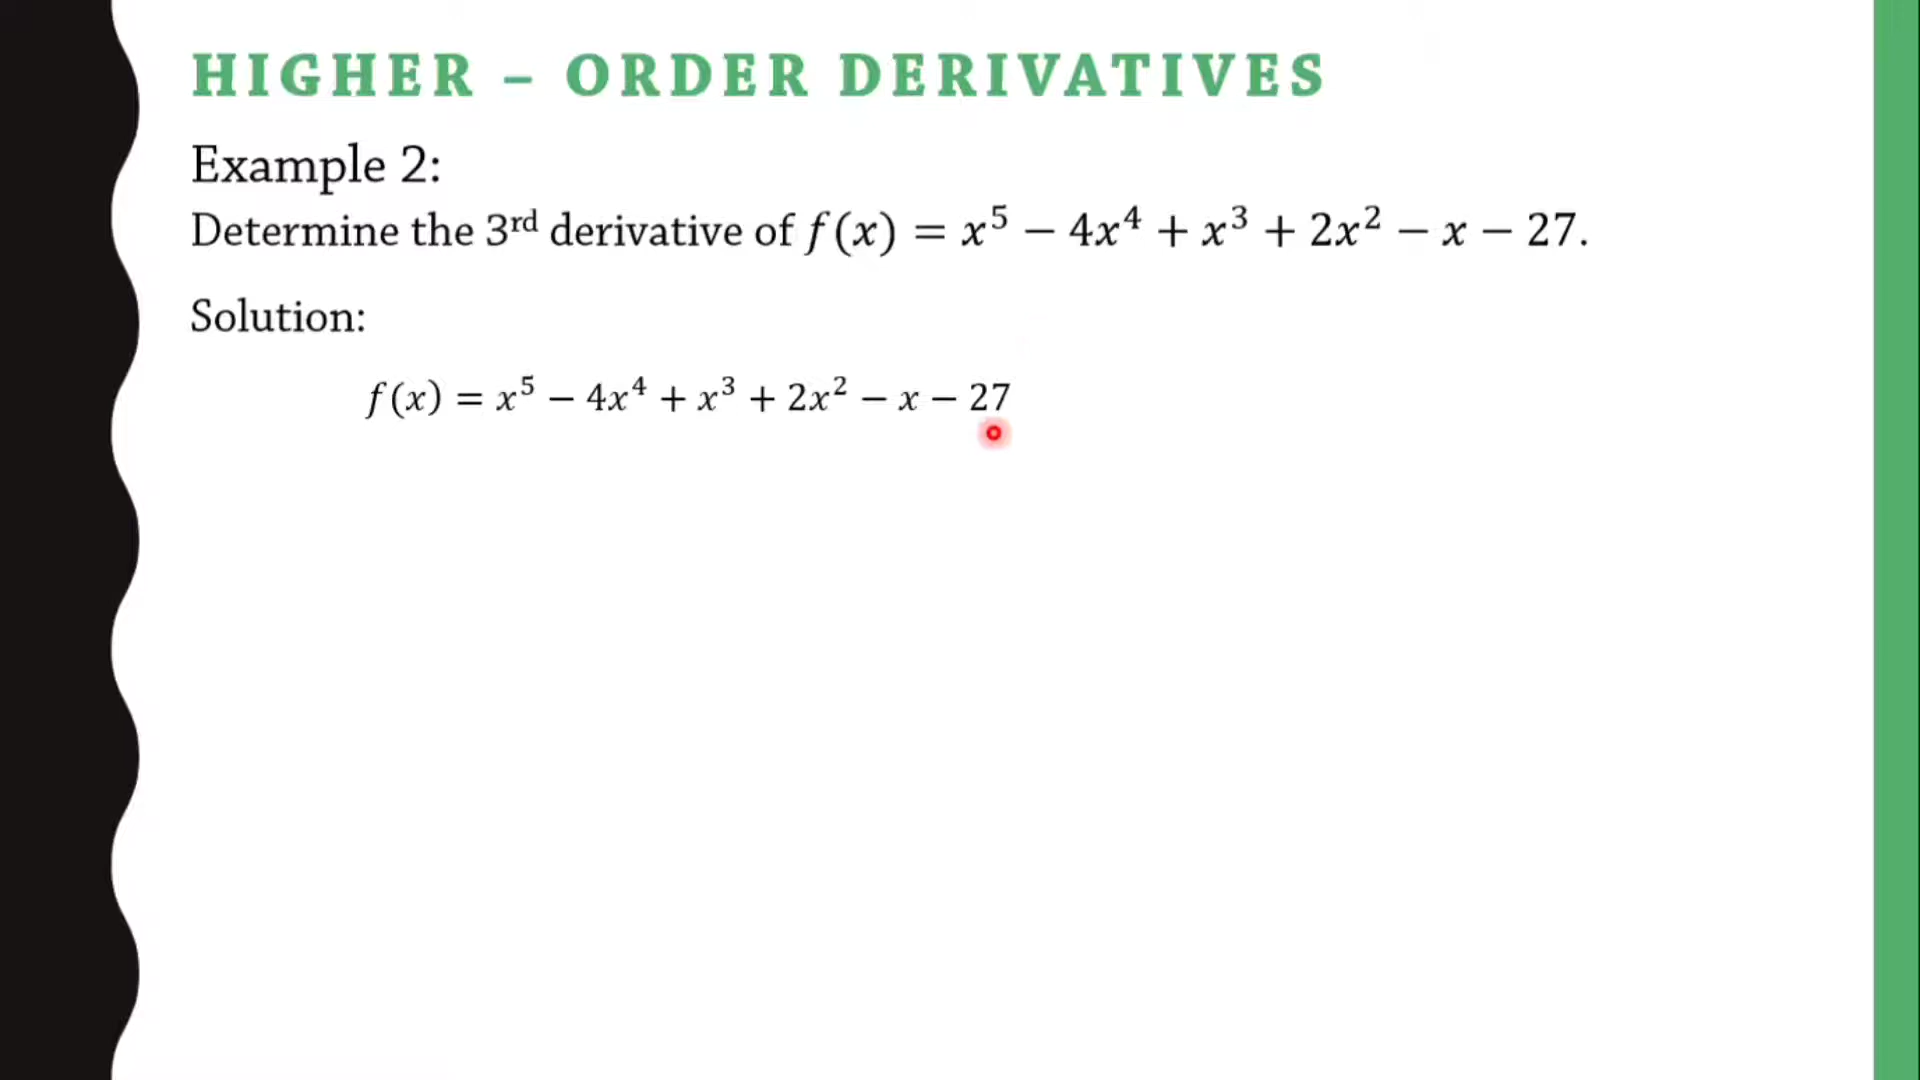 HIGHER – ORDER DERIVATIVES
Example 2:
Determine the 3rd derivative of f(x) = x⁵ − 4x⁴ + x³ + 2x² − x − 27.
Solution:
f(x) = x⁵ − 4x⁴ + x³ + 2x² − x − 27